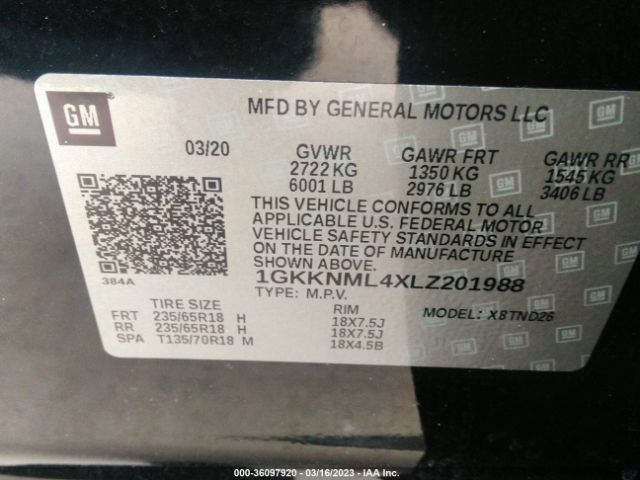 GM
MFD BY GENERAL MOTORS LLC
03/20 GVWR GAWR FRT GAWR RR
2722 KG 1350 KG 1545 KG
6001 LB 2976 LB 3406 LB
THIS VEHICLE CONFORMS TO ALL
APPLICABLE U.S. FEDERAL MOTOR
VEHICLE SAFETY STANDARDS IN EFFECT
ON THE DATE OF MANUFACTURE
SHOWN ABOVE.
384A
1GKKNML4XLZ201988
TYPE: M.P.V. MODEL: X8TND26
TIRE SIZE RIM
FRT 235/65R18 H 18X7.5J
RR 235/65R18 H 18X7.5J
SPA T135/70R18 M 18X4.5B
000-36097920 - 03/16/2023 - IAA Inc.